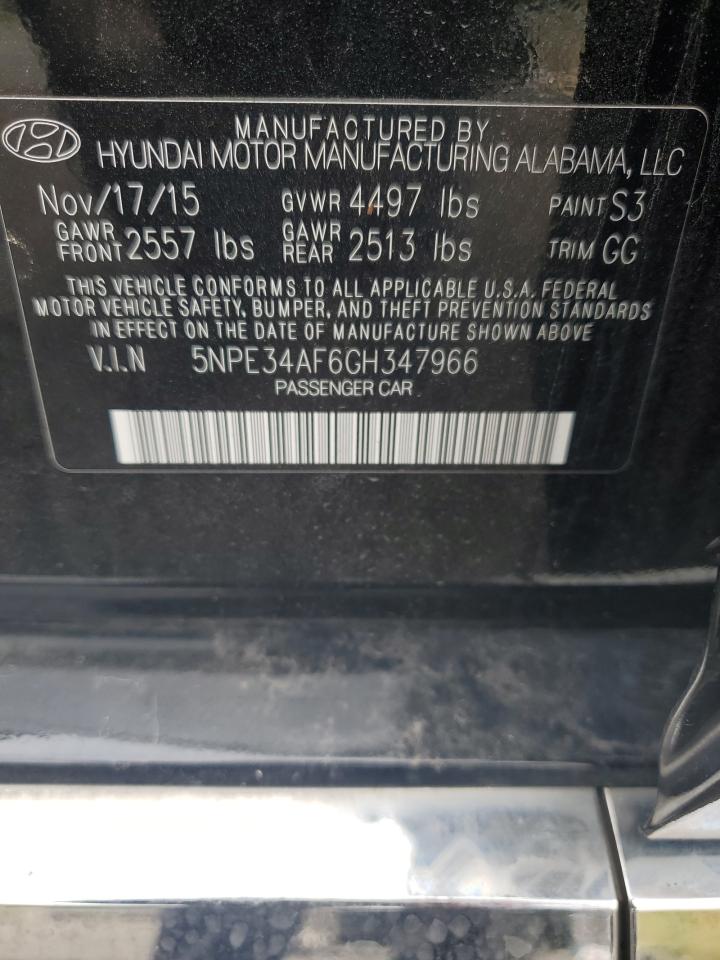 MANUFACTURED BY
HYUNDAI MOTOR MANUFACTURING ALABAMA, LLC
Nov/17/15 GVWR 4497 lbs PAINT S3
GAWR FRONT 2557 lbs GAWR REAR 2513 lbs TRIM GG
THIS VEHICLE CONFORMS TO ALL APPLICABLE U.S.A. FEDERAL
MOTOR VEHICLE SAFETY, BUMPER, AND THEFT PREVENTION STANDARDS
IN EFFECT ON THE DATE OF MANUFACTURE SHOWN ABOVE
V.I.N 5NPE34AF6GH347966
PASSENGER CAR